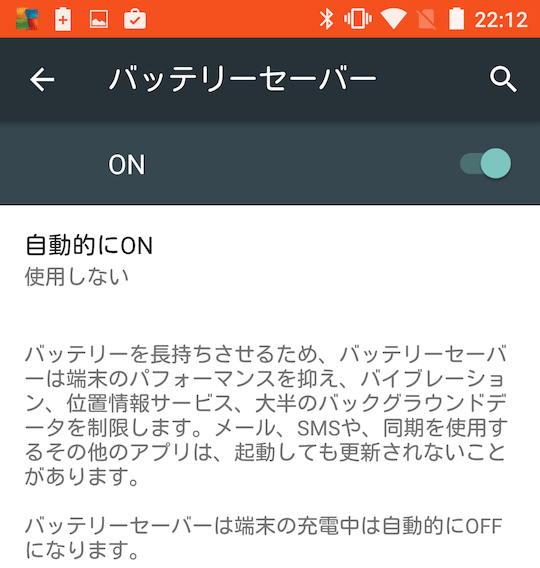 22:12
バッテリーセーバー
ON
自動的にON
使用しない
バッテリーを長持ちさせるため、バッテリーセーバ
ーは端末のパフォーマンスを抑え、バイブレーショ
ン、位置情報サービス、大半のバックグラウンドデ
ータを制限します。メール、SMSや、同期を使用す
るその他のアプリは、起動しても更新されないこと
があります。
バッテリーセーバーは端末の充電中は自動的にOFF
になります。